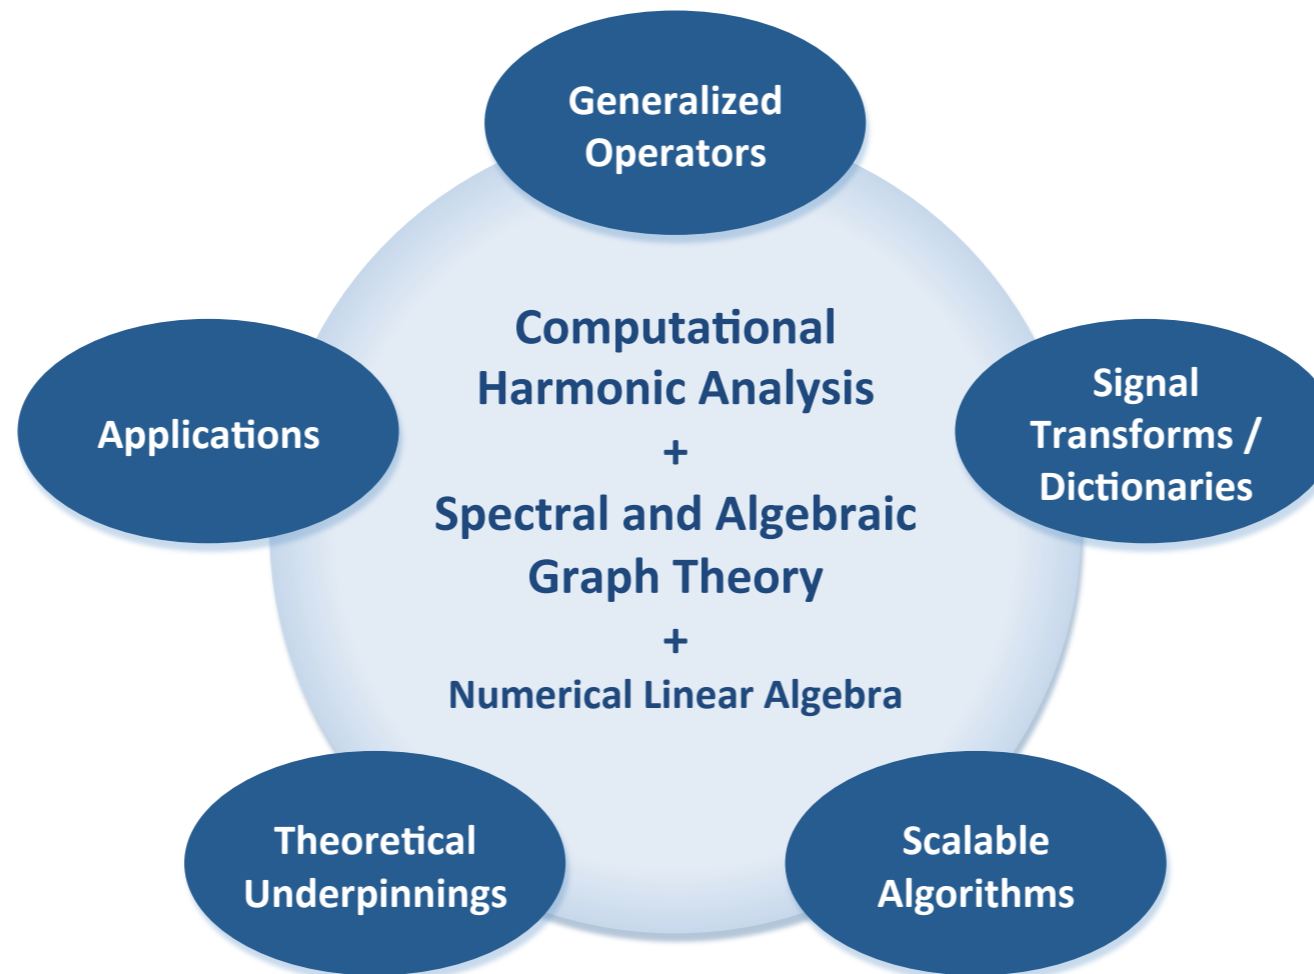 Generalized
Operators
Computational
Harmonic Analysis
+
Spectral and Algebraic
Graph Theory
+
Numerical Linear Algebra
Signal
Transforms /
Dictionaries
Scalable
Algorithms
Theoretical
Underpinnings
Applications